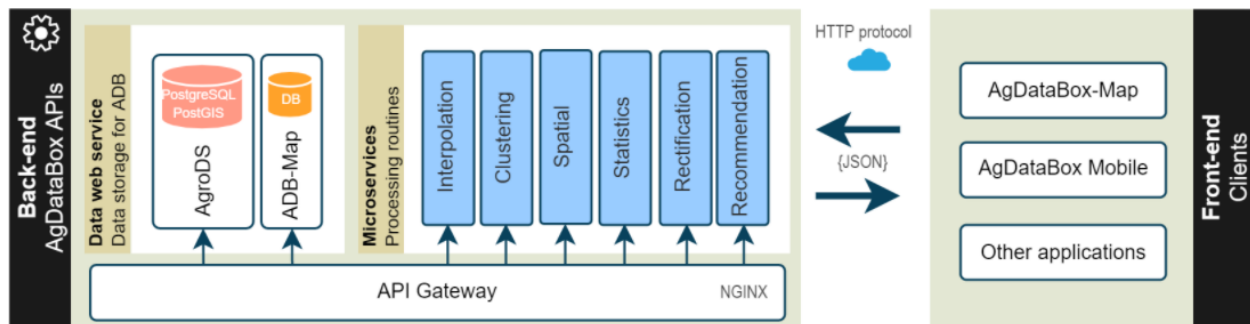 Back-end
AgDataBox APIs
Data web service
Data storage for ADB
PostgreSQL
PostGIS
AgroDS
DB
ADB-Map
Microservices
Processing routines
Interpolation
Clustering
Spatial
Statistics
Rectification
Recommendation
API Gateway
NGINX
HTTP protocol
{JSON}
AgDataBox-Map
AgDataBox Mobile
Other applications
Front-end
Clients